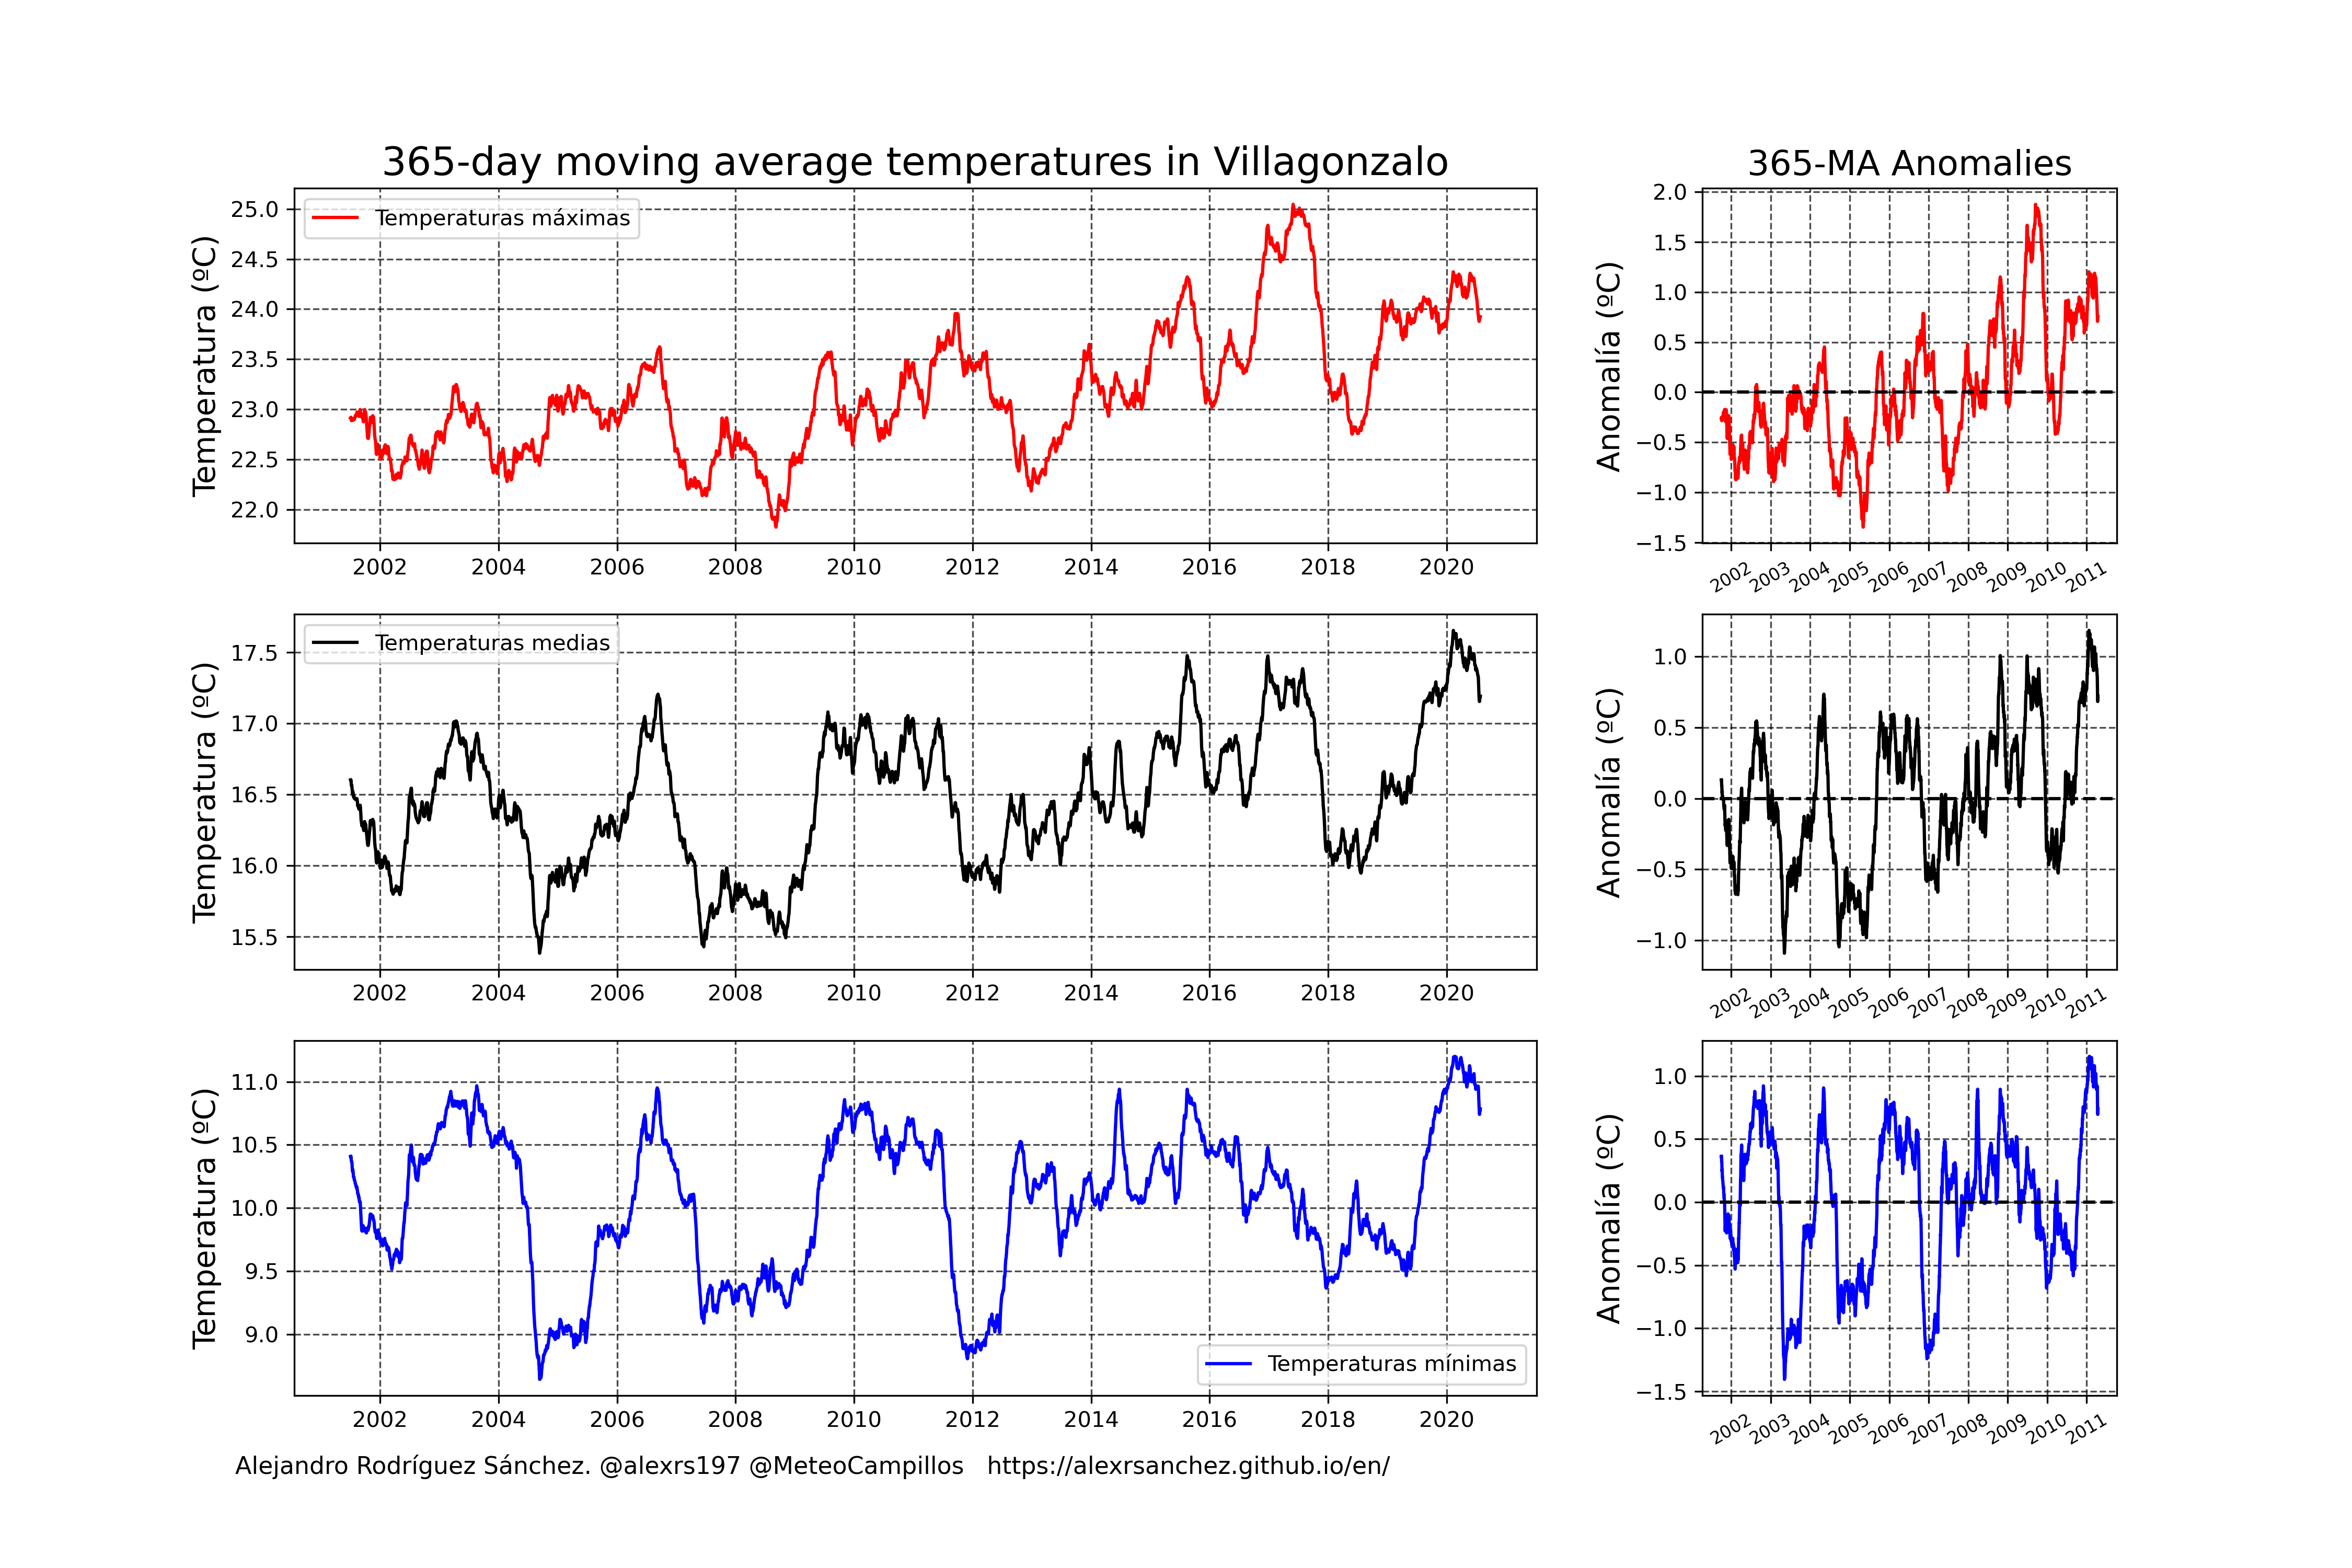 365-day moving average temperatures in Villagonzalo
365-MA Anomalies
Temperatura (ºC)
25.0
24.5
24.0
23.5
23.0
22.5
22.0
Temperaturas máximas
2002 2004 2006 2008 2010 2012 2014 2016 2018 2020
Anomalía (ºC)
2.0
1.5
1.0
0.5
0.0
−0.5
−1.0
−1.5
2002 2003 2004 2005 2006 2007 2008 2009 2010 2011
Temperatura (ºC)
17.5
17.0
16.5
16.0
15.5
Temperaturas medias
2002 2004 2006 2008 2010 2012 2014 2016 2018 2020
Anomalía (ºC)
1.0
0.5
0.0
−0.5
−1.0
2002 2003 2004 2005 2006 2007 2008 2009 2010 2011
Temperatura (ºC)
11.0
10.5
10.0
9.5
9.0
Temperaturas mínimas
2002 2004 2006 2008 2010 2012 2014 2016 2018 2020
Anomalía (ºC)
1.0
0.5
0.0
−0.5
−1.0
−1.5
2002 2003 2004 2005 2006 2007 2008 2009 2010 2011
Alejandro Rodríguez Sánchez. @alexrs197 @MeteoCampillos https://alexrsanchez.github.io/en/